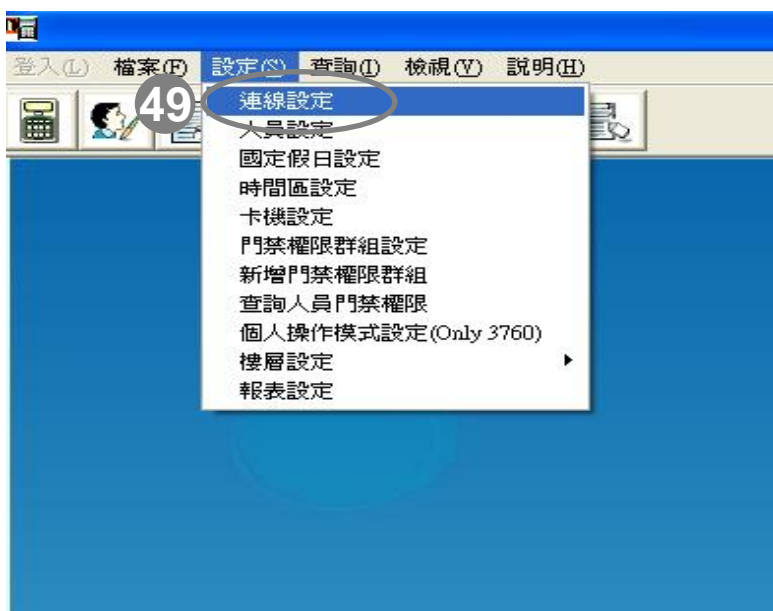 登入(L) 檔案(F) 設定(S) 查詢(I) 檢視(V) 說明(H)
49
連線設定
人員設定
國定假日設定
時間區設定
卡機設定
門禁權限群組設定
新增門禁權限群組
查詢人員門禁權限
個人操作模式設定(Only 3760)
樓層設定
報表設定